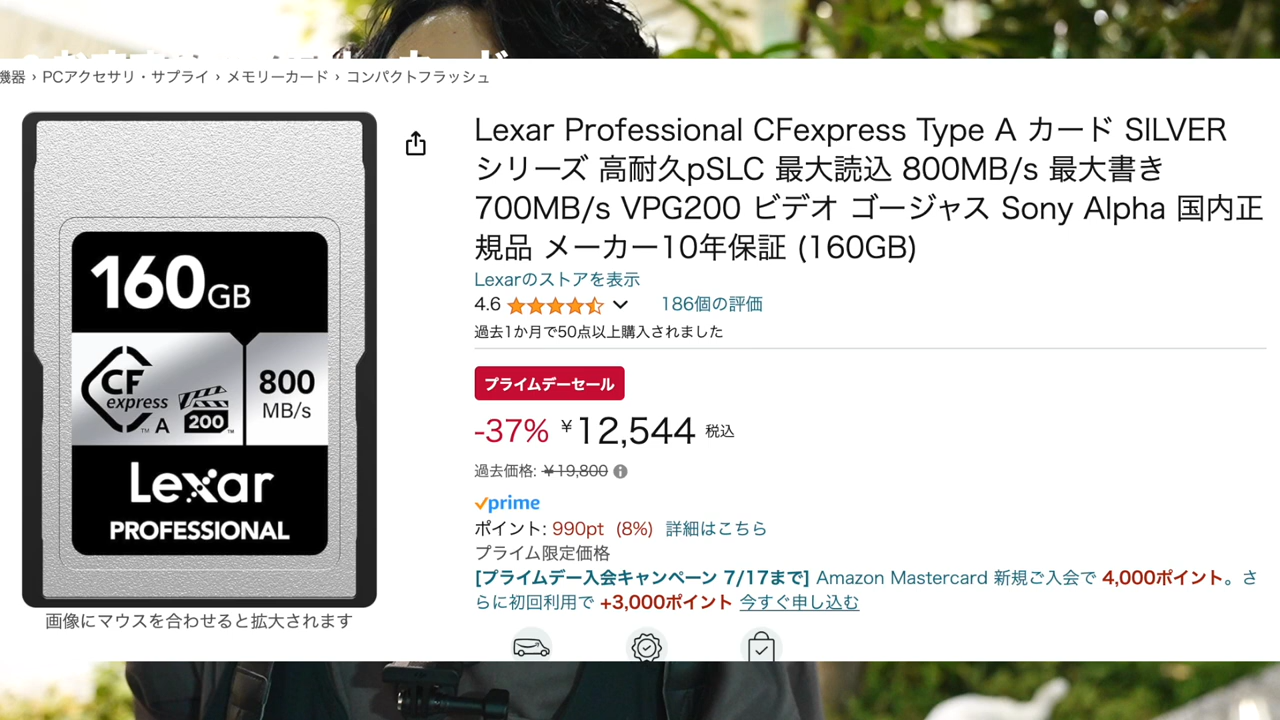 機器 › PCアクセサリ・サプライ › メモリーカード › コンパクトフラッシュ
160GB
CF
express
TM A
200
TM
800
MB/s
Lexar
PROFESSIONAL
画像にマウスを合わせると拡大されます
Lexar Professional CFexpress Type A カード SILVER
シリーズ 高耐久pSLC 最大読込 800MB/s 最大書き
700MB/s VPG200 ビデオ ゴージャス Sony Alpha 国内正
規品 メーカー10年保証 (160GB)
Lexarのストアを表示
4.6 186個の評価
過去1か月で50点以上購入されました
プライムデーセール
-37% ¥12,544 税込
過去価格: ¥19,800
prime
ポイント: 990pt (8%) 詳細はこちら
プライム限定価格
[プライムデー入会キャンペーン 7/17まで] Amazon Mastercard 新規ご入会で 4,000ポイント。さ
らに初回利用で +3,000ポイント 今すぐ申し込む